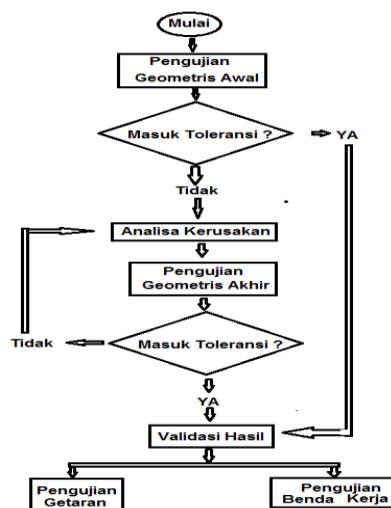 Mulai
Pengujian
Geometris Awal
Masuk Toleransi ?
YA
Tidak
Analisa Kerusakan
Pengujian
Geometris Akhir
Masuk Toleransi ?
Tidak
YA
Validasi Hasil
Pengujian
Getaran
Pengujian
Benda Kerja